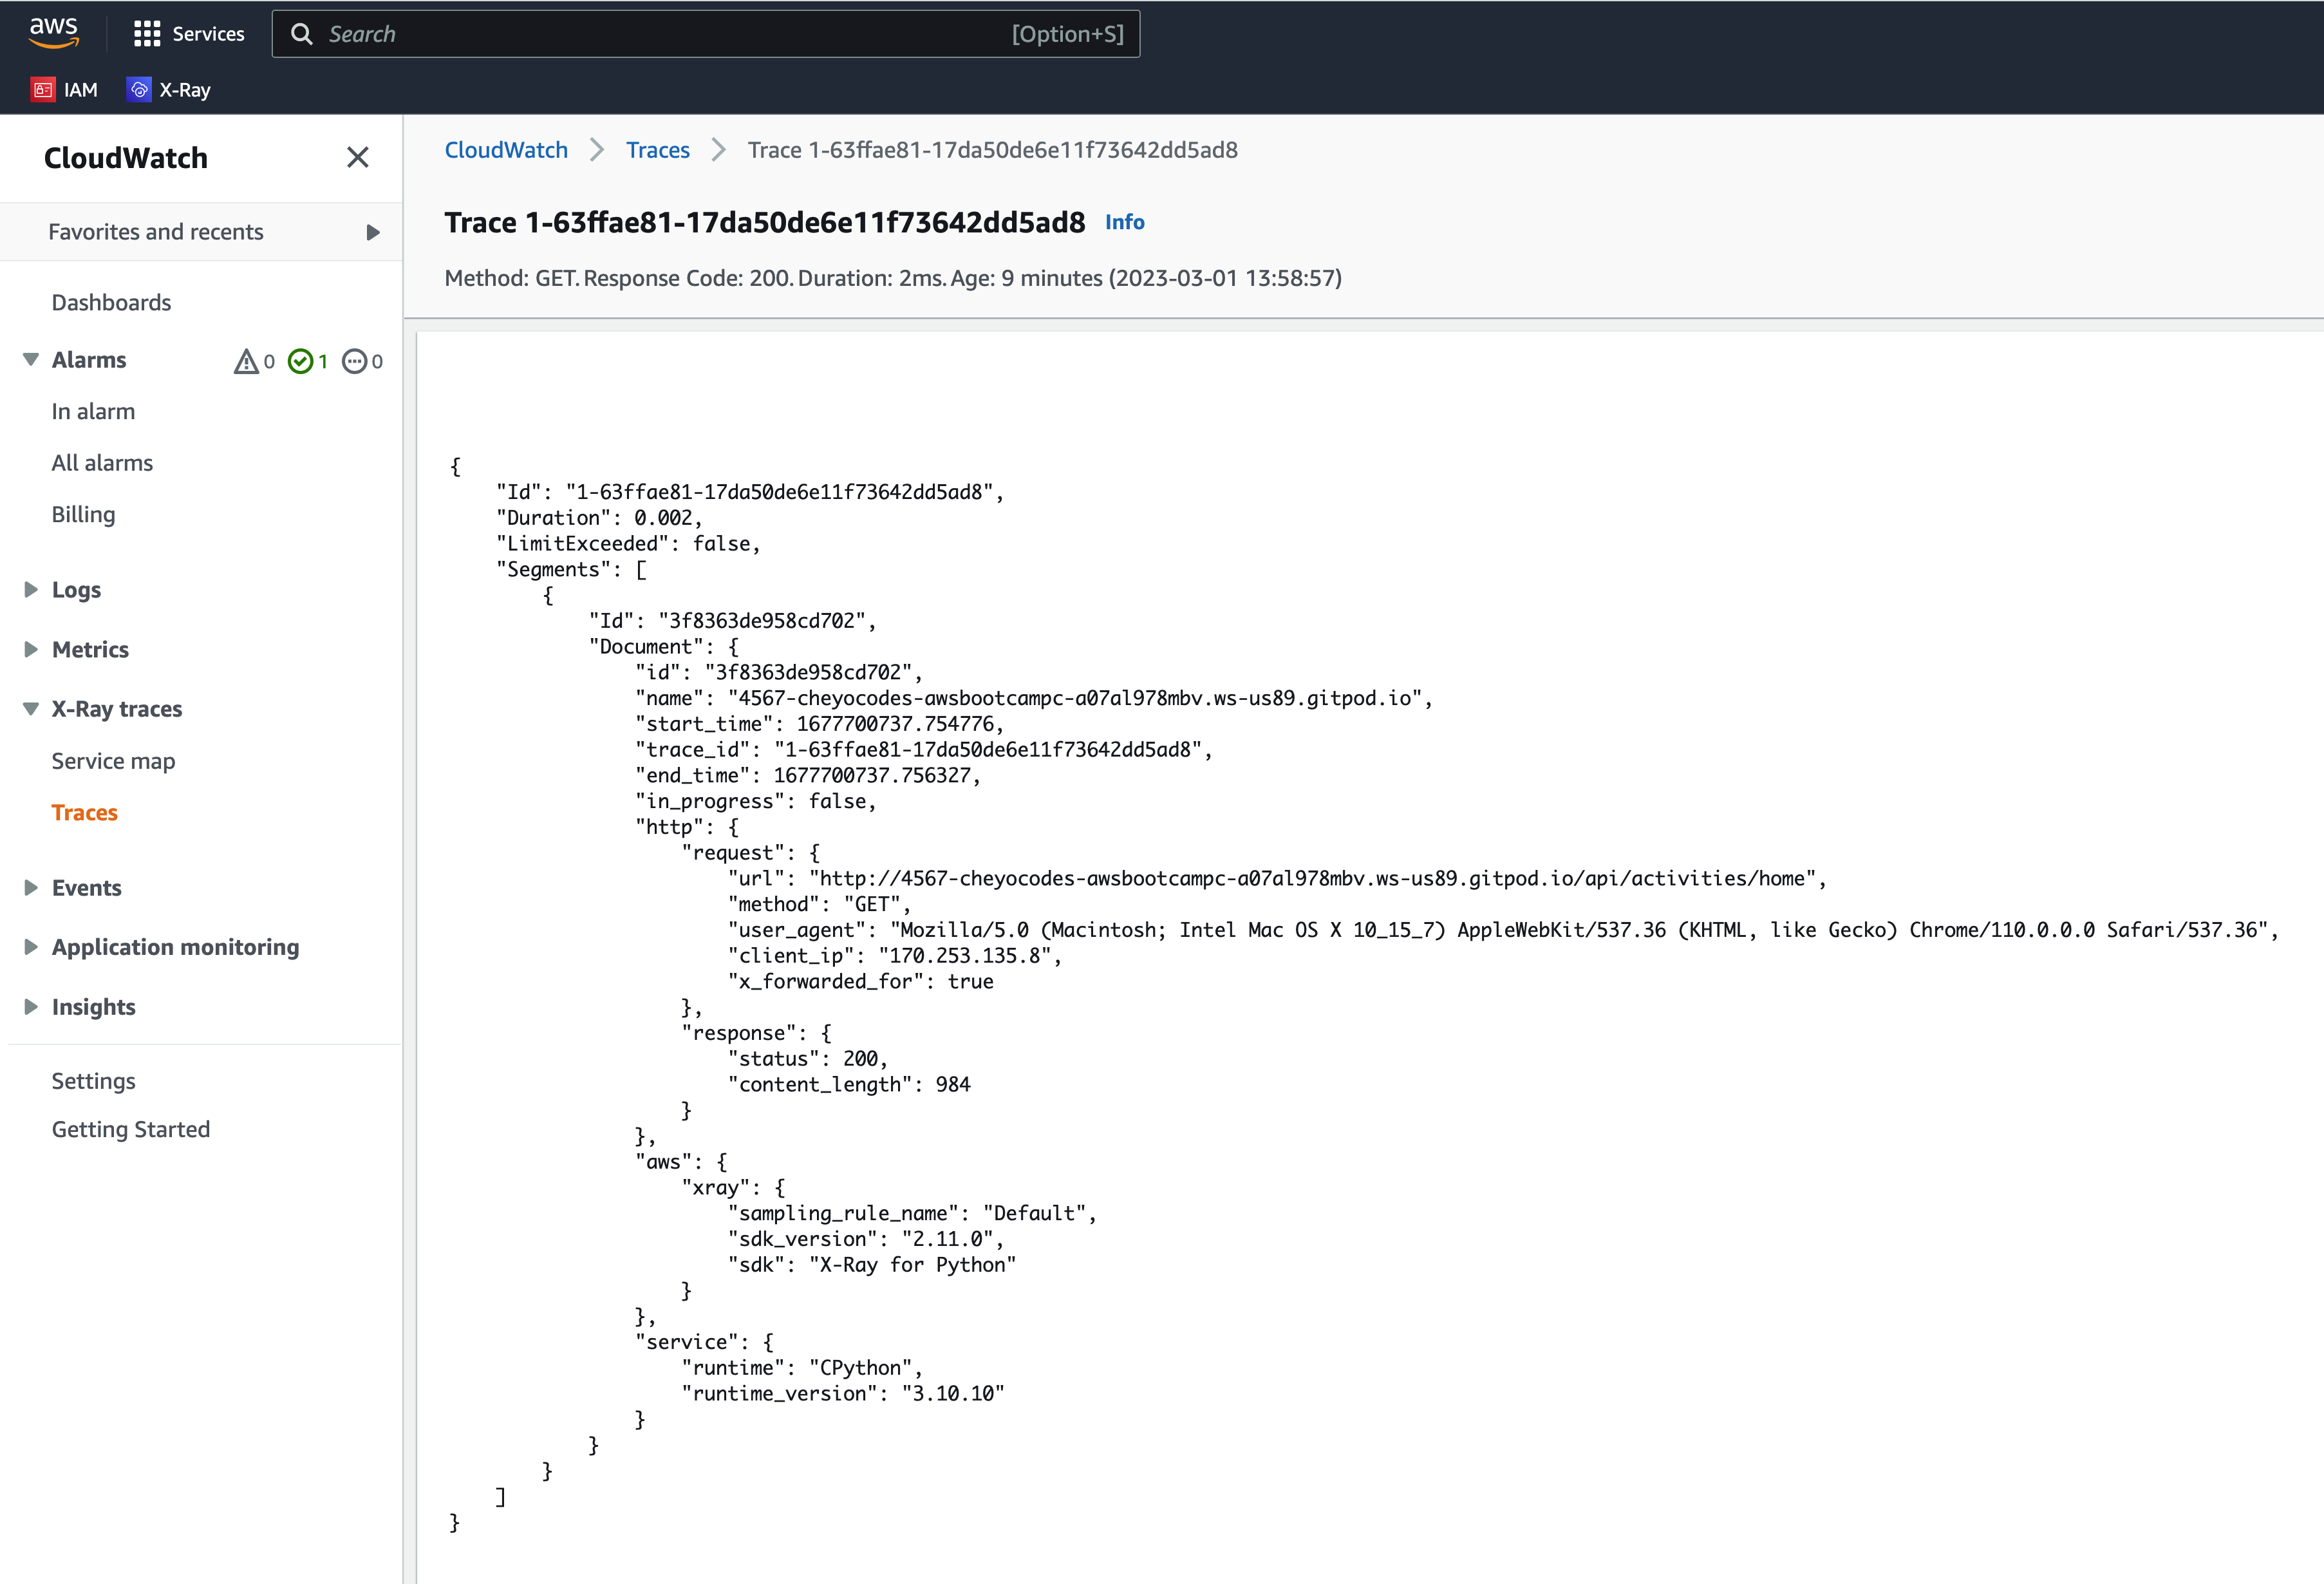 aws
Services
Search
[Option+S]
IAM
X-Ray
CloudWatch
Favorites and recents
Dashboards
Alarms 0 1 0
In alarm
All alarms
Billing
Logs
Metrics
X-Ray traces
Service map
Traces
Events
Application monitoring
Insights
Settings
Getting Started
CloudWatch > Traces > Trace 1-63ffae81-17da50de6e11f73642dd5ad8
Trace 1-63ffae81-17da50de6e11f73642dd5ad8 Info
Method: GET. Response Code: 200. Duration: 2ms. Age: 9 minutes (2023-03-01 13:58:57)
{
    "Id": "1-63ffae81-17da50de6e11f73642dd5ad8",
    "Duration": 0.002,
    "LimitExceeded": false,
    "Segments": [
        {
            "Id": "3f8363de958cd702",
            "Document": {
                "id": "3f8363de958cd702",
                "name": "4567-cheyocodes-awsbootcampc-a07al978mbv.ws-us89.gitpod.io",
                "start_time": 1677700737.754776,
                "trace_id": "1-63ffae81-17da50de6e11f73642dd5ad8",
                "end_time": 1677700737.756327,
                "in_progress": false,
                "http": {
                    "request": {
                        "url": "http://4567-cheyocodes-awsbootcampc-a07al978mbv.ws-us89.gitpod.io/api/activities/home",
                        "method": "GET",
                        "user_agent": "Mozilla/5.0 (Macintosh; Intel Mac OS X 10_15_7) AppleWebKit/537.36 (KHTML, like Gecko) Chrome/110.0.0.0 Safari/537.36",
                        "client_ip": "170.253.135.8",
                        "x_forwarded_for": true
                    },
                    "response": {
                        "status": 200,
                        "content_length": 984
                    }
                },
                "aws": {
                    "xray": {
                        "sampling_rule_name": "Default",
                        "sdk_version": "2.11.0",
                        "sdk": "X-Ray for Python"
                    }
                },
                "service": {
                    "runtime": "CPython",
                    "runtime_version": "3.10.10"
                }
            }
        }
    ]
}